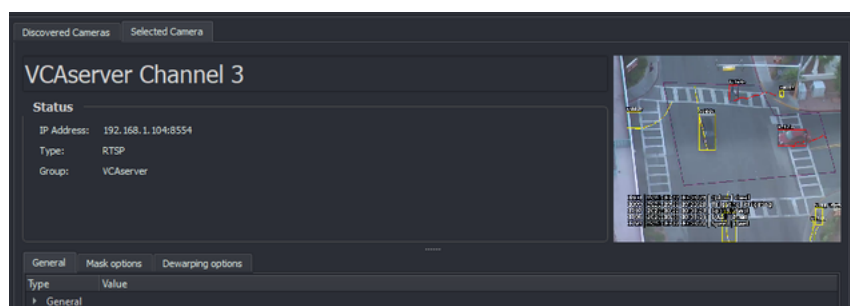 Discovered Cameras Selected Camera
VCAserver Channel 3
Status
IP Address: 192.168.1.104:8554
Type: RTSP
Group: VCAserver
General Mask options Dewarping options
Type Value
General